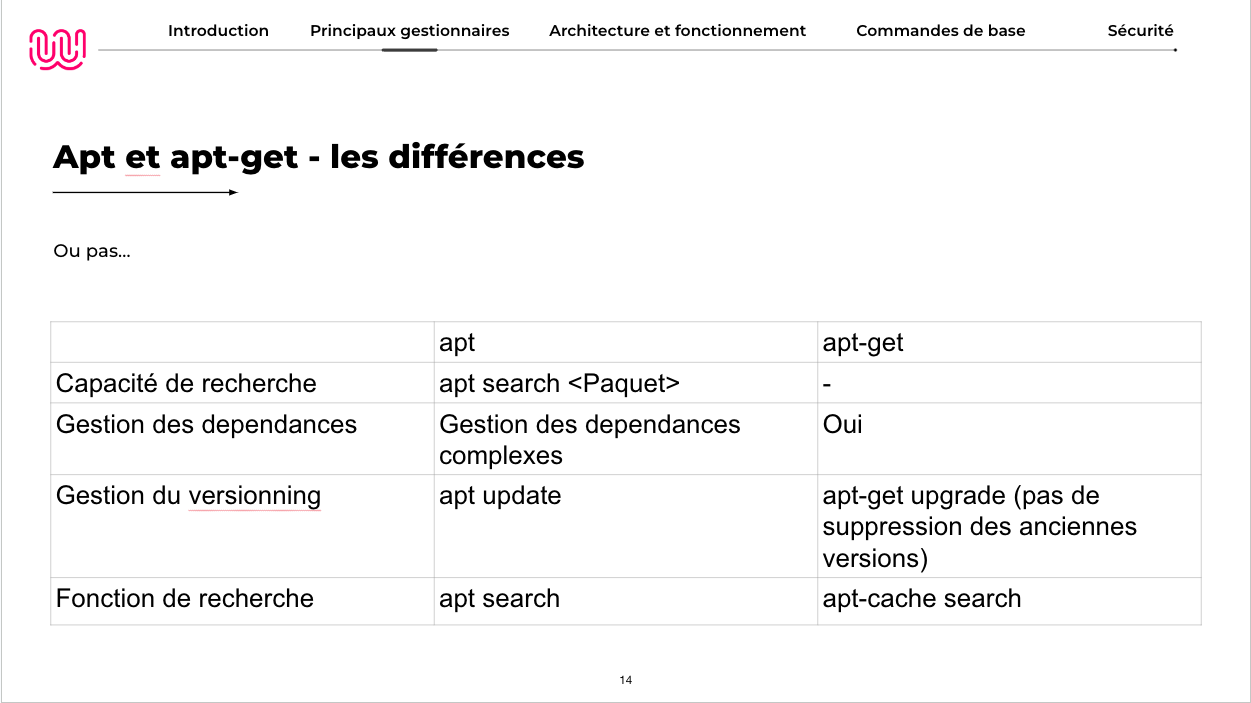 Introduction Principaux gestionnaires Architecture et fonctionnement Commandes de base Sécurité
Apt et apt-get - les différences
Ou pas...
apt apt-get
Capacité de recherche apt search <Paquet> -
Gestion des dependances Gestion des dependances Oui
complexes
Gestion du versionning apt update apt-get upgrade (pas de
suppression des anciennes
versions)
Fonction de recherche apt search apt-cache search
14